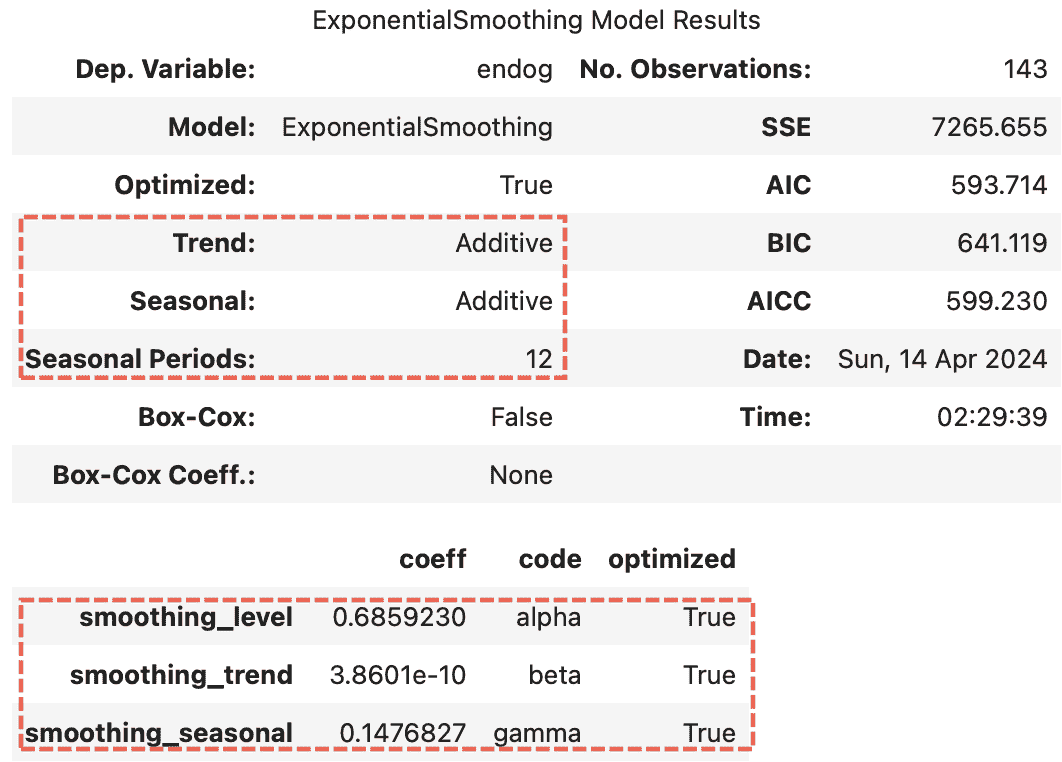 ExponentialSmoothing Model Results
Dep. Variable: endog No. Observations: 143
Model: ExponentialSmoothing SSE 7265.655
Optimized: True AIC 593.714
Trend: Additive BIC 641.119
Seasonal: Additive AICC 599.230
Seasonal Periods: 12 Date: Sun, 14 Apr 2024
Box-Cox: False Time: 02:29:39
Box-Cox Coeff.: None
coeff code optimized
smoothing_level 0.6859230 alpha True
smoothing_trend 3.8601e-10 beta True
smoothing_seasonal 0.1476827 gamma True